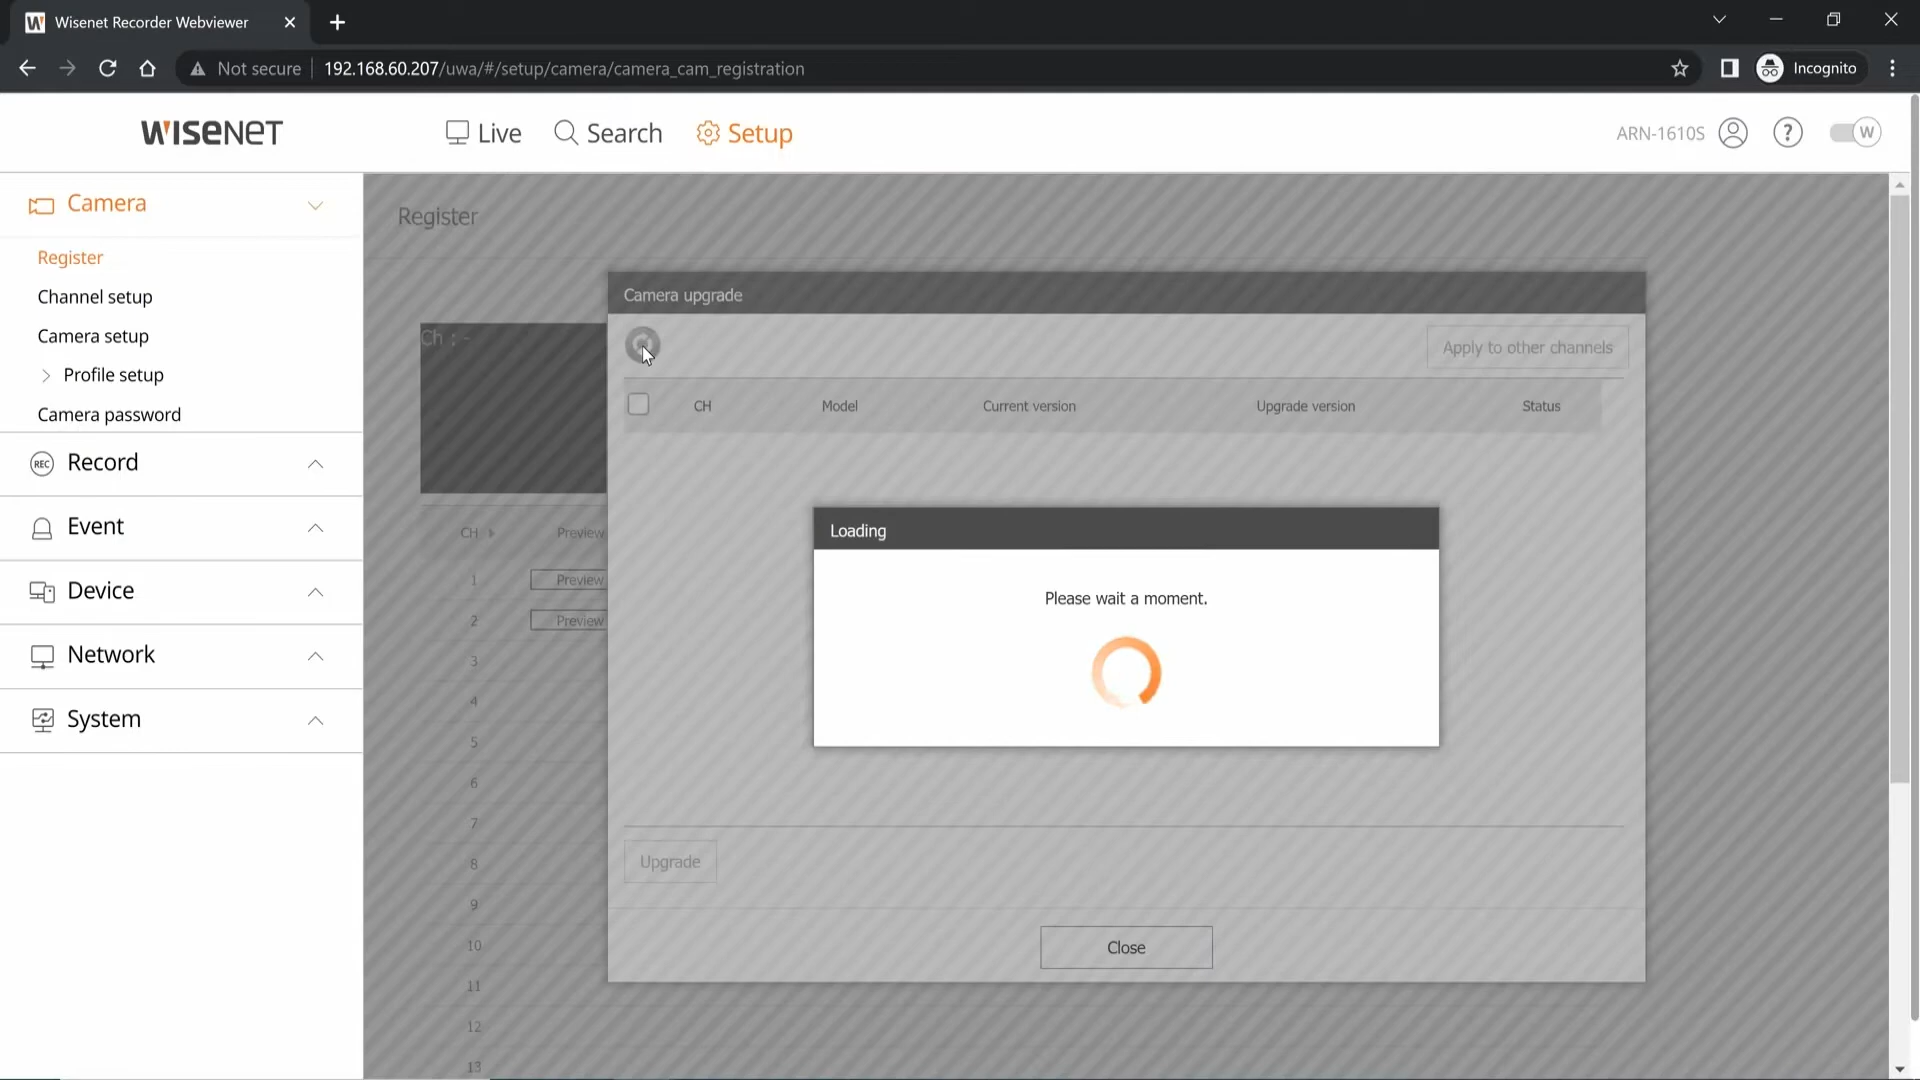 Wisenet Recorder Webviewer
Not secure
192.168.60.207/uwa/#/setup/camera/camera_cam_registration
Incognito
WISENET
Live
Search
Setup
ARN-1610S
W
Camera
Register
Channel setup
Camera setup
Profile setup
Camera password
REC
Record
Event
Device
Network
System
Register
Ch : -
CH
Preview
1
Preview
2
Preview
3
4
5
6
7
8
9
10
11
12
13
Camera upgrade
Apply to other channels
CH
Model
Current version
Upgrade version
Status
Loading
Please wait a moment.
Upgrade
Close